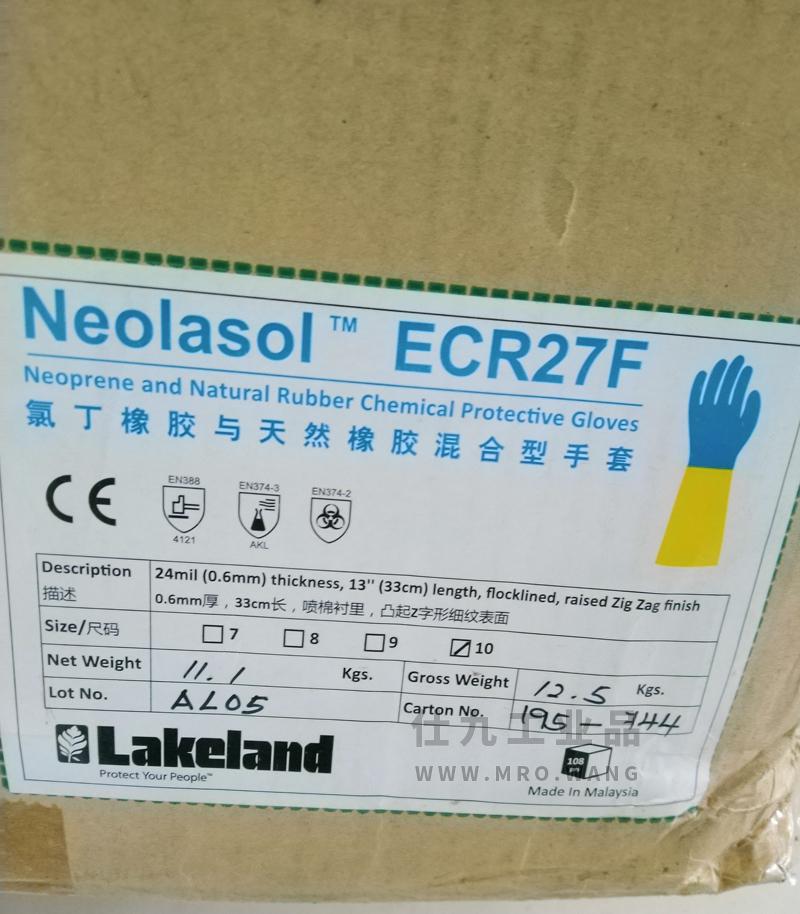 Neolasol™ ECR27F
Neoprene and Natural Rubber Chemical Protective Gloves
氯丁橡胶与天然橡胶混合型手套
CE
EN388
4121
EN374-3
AKL
EN374-2
Description
描述
24mil (0.6mm) thickness, 13'' (33cm) length, flocklined, raised Zig Zag finish
0.6mm厚，33cm长，喷棉衬里，凸起Z字形细纹表面
Size/尺码 7 8 9 10
Net Weight 11.1 Kgs. Gross Weight 12.5 Kgs.
Lot No. AL05 Carton No. 195-344
仕九工业品
WWW.MRO.WANG
Lakeland
Protect Your People™
108
Made In Malaysia